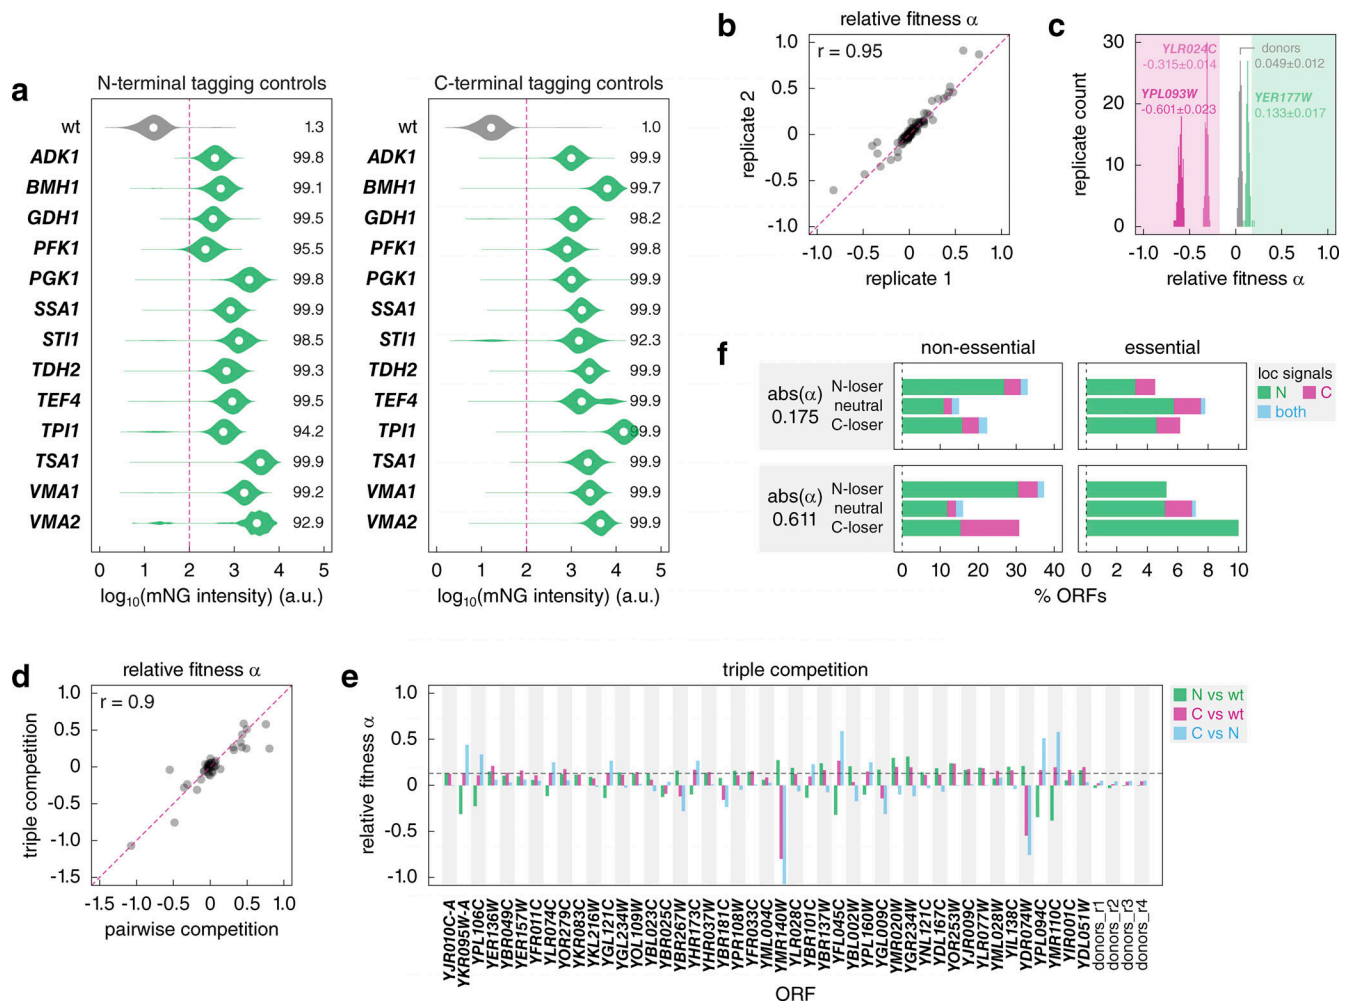 a
N-terminal tagging controls
wt 1.3
ADK1 99.8
BMH1 99.1
GDH1 99.5
PFK1 95.5
PGK1 99.8
SSA1 99.9
STI1 98.5
TDH2 99.3
TEF4 99.5
TPI1 94.2
TSA1 99.9
VMA1 99.2
VMA2 92.9
0 1 2 3 4 5
log10(mNG intensity) (a.u.)
C-terminal tagging controls
wt 1.0
ADK1 99.9
BMH1 99.7
GDH1 98.2
PFK1 99.8
PGK1 99.9
SSA1 99.9
STI1 92.3
TDH2 99.9
TEF4 99.9
TPI1 99.9
TSA1 99.9
VMA1 99.9
VMA2 99.9
0 1 2 3 4 5
log10(mNG intensity) (a.u.)
b
relative fitness α
r = 0.95
replicate 2
1.0
0.5
0
-0.5
-1.0
-1.0 -0.5 0 0.5 1.0
replicate 1
c
replicate count
30
20
10
0
YLR024C
-0.315±0.014
YPL093W
-0.601±0.023
donors
0.049±0.012
YER177W
0.133±0.017
-1.0 -0.5 0 0.5 1.0
relative fitness α
f
non-essential essential
abs(α)
0.175
N-loser
neutral
C-loser
abs(α)
0.611
N-loser
neutral
C-loser
0 10 20 30 40
0 2 4 6 8 10
% ORFs
loc signals
N C
both
d
relative fitness α
r = 0.9
triple competition
1.0
0.5
0
-0.5
-1.0
-1.5
-1.5 -1.0 -0.5 0 0.5 1.0
pairwise competition
e
triple competition
relative fitness α
1.0
0.5
0
-0.5
-1.0
N vs wt
C vs wt
C vs N
YJR010C-A
YKR095W-A
YPL106C
YER136W
YBR049C
YER157W
YFR011C
YLR074C
YOR279C
YKR083C
YKL216W
YGL121C
YGL234W
YOL109W
YBL023C
YBR025C
YBR267W
YHR173C
YHR037W
YBR181C
YPR108W
YFR033C
YML004C
YMR140W
YLR028C
YBR101C
YBR137W
YFL045C
YBL002W
YPL160W
YGL009C
YMR020W
YGR234W
YNL121C
YDL167C
YOR253W
YJR009C
YLR077W
YML028W
YIL138C
YDR074W
YPL094C
YMR110C
YIR001C
YDL051W
donors_r1
donors_r2
donors_r3
donors_r4
ORF